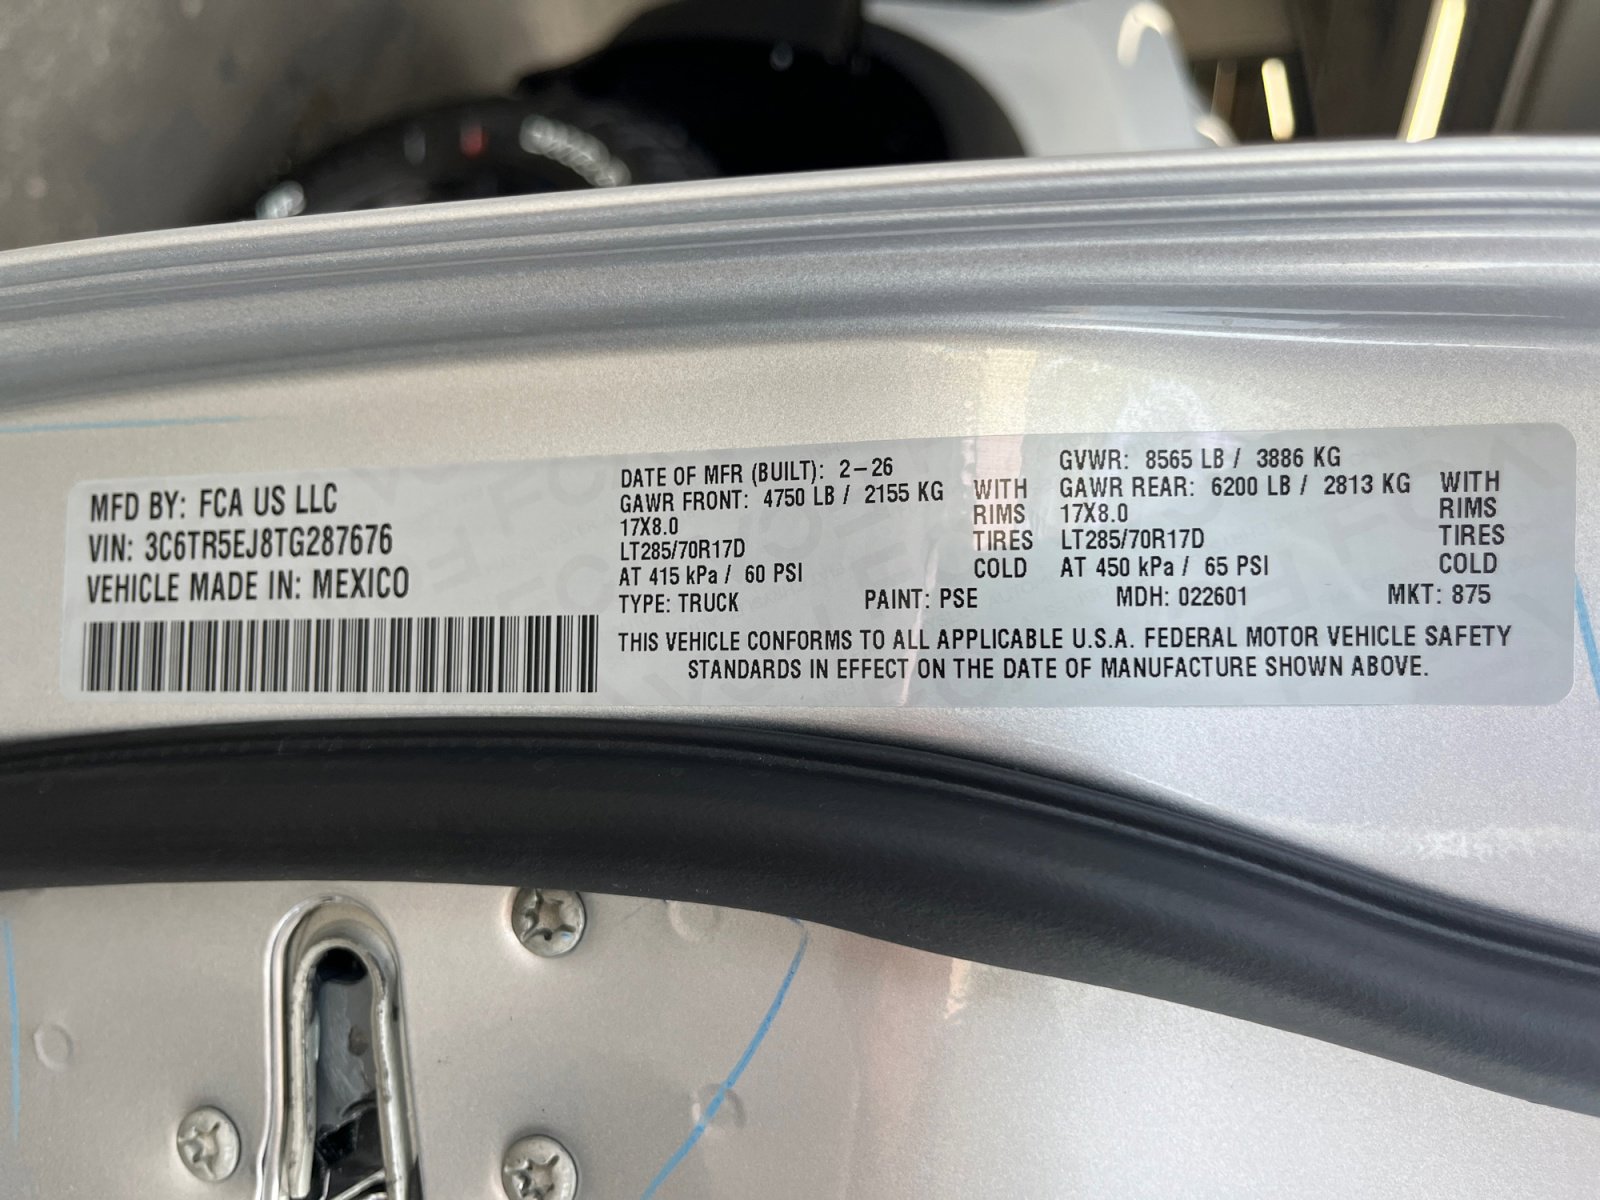 MFD BY: FCA US LLC
VIN: 3C6TR5EJ8TG287676
VEHICLE MADE IN: MEXICO
DATE OF MFR (BUILT): 2-26
GAWR FRONT: 4750 LB / 2155 KG WITH
17X8.0 RIMS
LT285/70R17D TIRES
AT 415 kPa / 60 PSI COLD
GVWR: 8565 LB / 3886 KG
GAWR REAR: 6200 LB / 2813 KG WITH
17X8.0 RIMS
LT285/70R17D TIRES
AT 450 kPa / 65 PSI COLD
TYPE: TRUCK PAINT: PSE MDH: 022601 MKT: 875
THIS VEHICLE CONFORMS TO ALL APPLICABLE U.S.A. FEDERAL MOTOR VEHICLE SAFETY
STANDARDS IN EFFECT ON THE DATE OF MANUFACTURE SHOWN ABOVE.